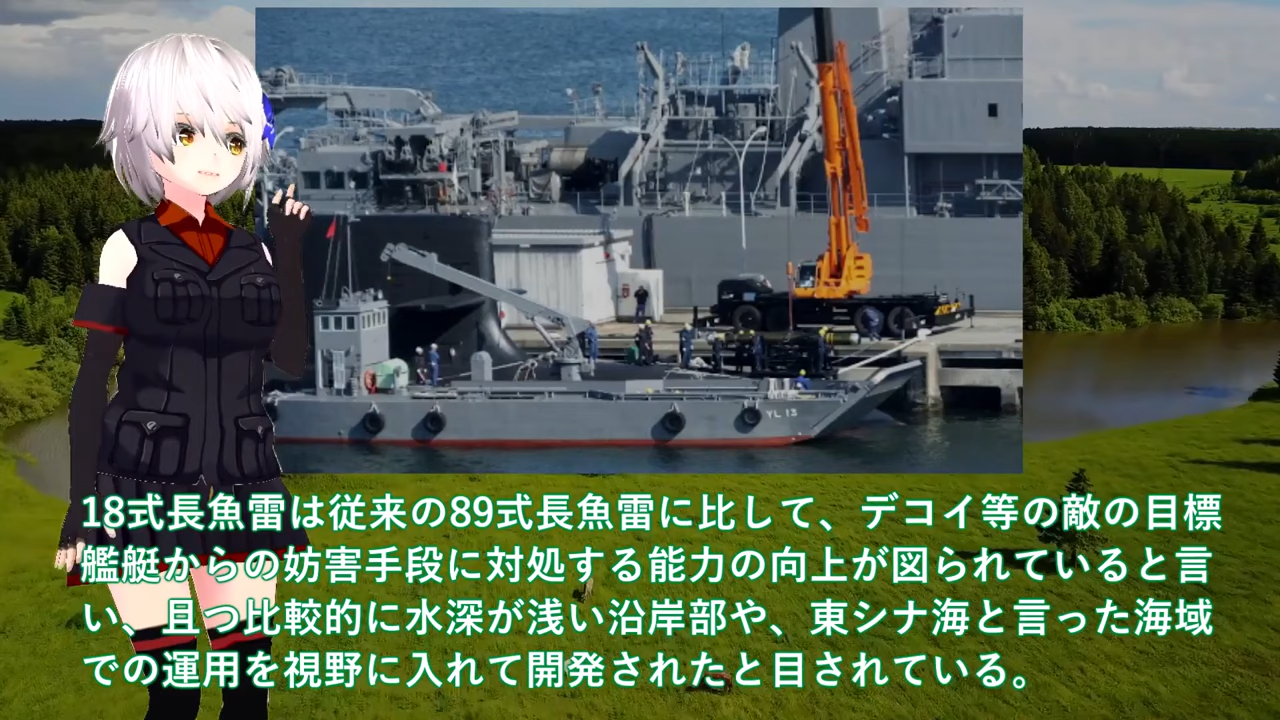 YL 13
18式長魚雷は従来の89式長魚雷に比して、デコイ等の敵の目標
艦艇からの妨害手段に対処する能力の向上が図られていると言
い、且つ比較的に水深が浅い沿岸部や、東シナ海と言った海域
での運用を視野に入れて開発されたと目されている。